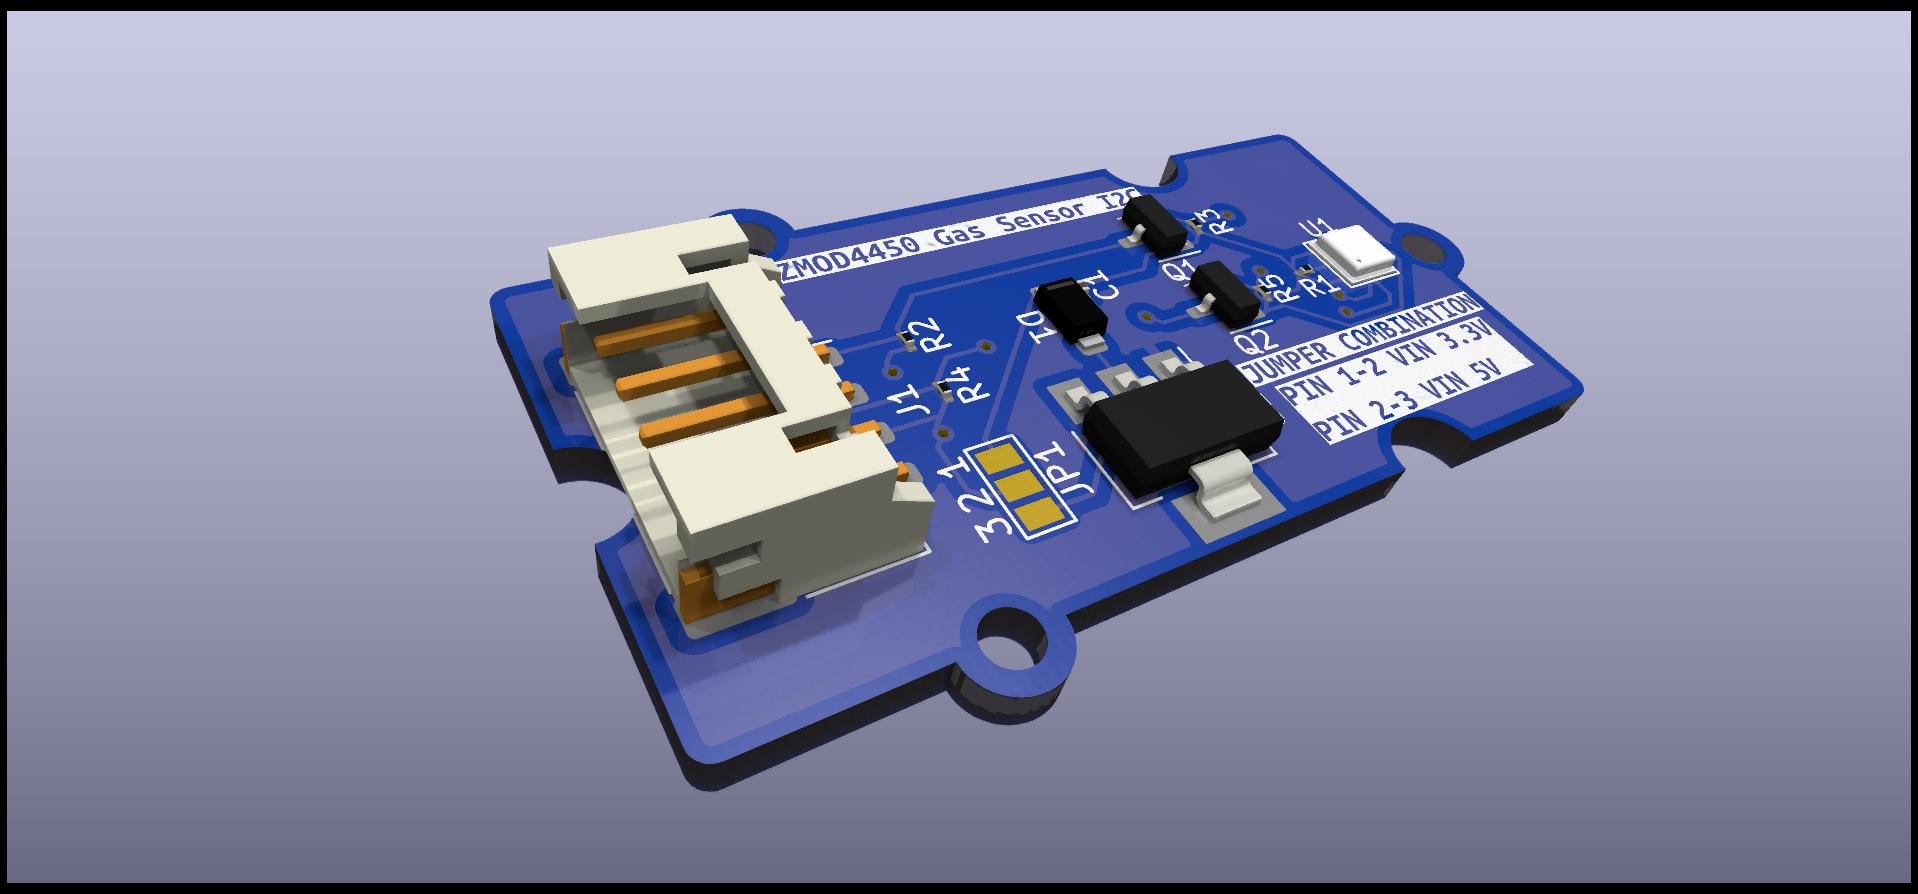 ZMOD4450 Gas Sensor I2C
R3
U1
Q1
R5
R1
C1
D1
Q2
R2
J1
R4
JUMPER COMBINATION
PIN 1-2 VIN 3.3V
PIN 2-3 VIN 5V
3 2 1
JP1